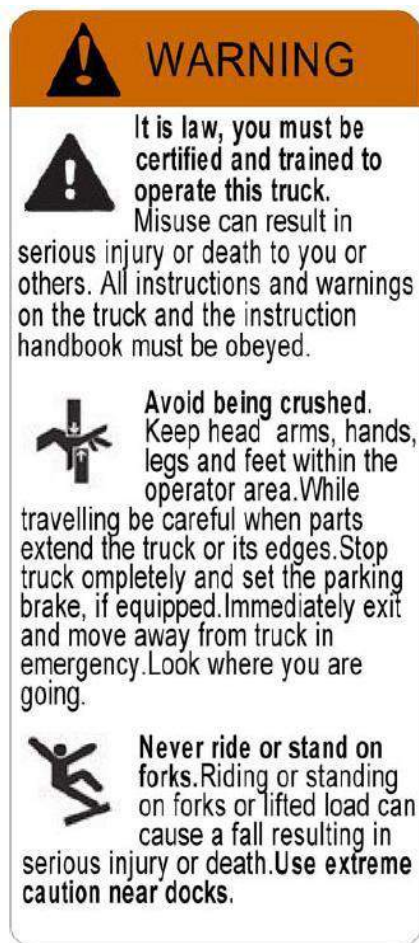 WARNING
It is law, you must be
certified and trained to
operate this truck.
Misuse can result in
serious injury or death to you or
others. All instructions and warnings
on the truck and the instruction
handbook must be obeyed.
Avoid being crushed.
Keep head arms, hands,
legs and feet within the
operator area.While
travelling be careful when parts
extend the truck or its edges.Stop
truck ompletely and set the parking
brake, if equipped.Immediately exit
and move away from truck in
emergency.Look where you are
going.
Never ride or stand on
forks.Riding or standing
on forks or lifted load can
cause a fall resulting in
serious injury or death.Use extreme
caution near docks.